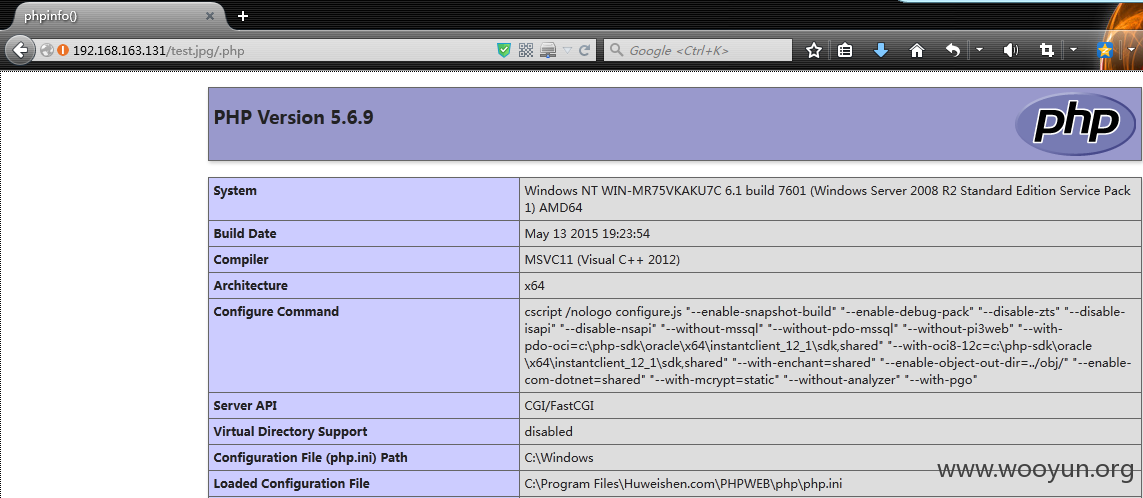 phpinfo()
192.168.163.131/test.jpg/.php
Google <Ctrl+K>
PHP Version 5.6.9
php
System
Windows NT WIN-MR75VKAKU7C 6.1 build 7601 (Windows Server 2008 R2 Standard Edition Service Pack
1) AMD64
Build Date
May 13 2015 19:23:54
Compiler
MSVC11 (Visual C++ 2012)
Architecture
x64
Configure Command
cscript /nologo configure.js "--enable-snapshot-build" "--enable-debug-pack" "--disable-zts" "--disable-
isapi" "--disable-nsapi" "--without-mssql" "--without-pdo-mssql" "--without-pi3web" "--with-
pdo-oci=c:\php-sdk\oracle\x64\instantclient_12_1\sdk,shared" "--with-oci8-12c=c:\php-sdk\oracle
\x64\instantclient_12_1\sdk,shared" "--with-enchant=shared" "--enable-object-out-dir=../obj/" "--enable-
com-dotnet=shared" "--with-mcrypt=static" "--without-analyzer" "--with-pgo"
Server API
CGI/FastCGI
Virtual Directory Support
disabled
Configuration File (php.ini) Path
C:\Windows
www.wooyun.org
Loaded Configuration File
C:\Program Files\Huweishen.com\PHPWEB\php\php.ini